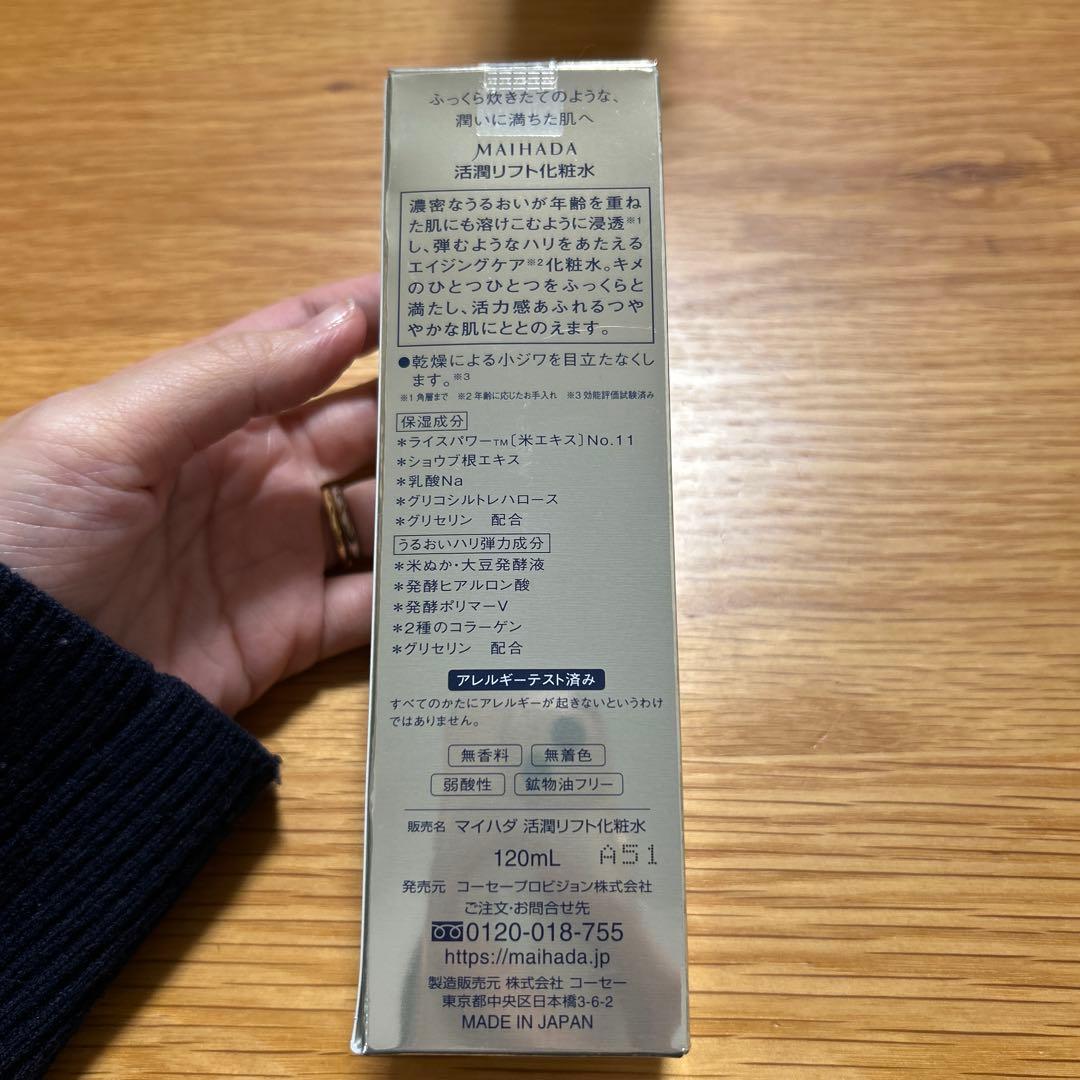 ふっくら炊きたてのような、
潤いに満ちた肌へ
MAIHADA
活潤リフト化粧水
濃密なうるおいが年齢を重ね
た肌にも溶けこむように浸透※1
し、弾むようなハリをあたえる
エイジングケア※2化粧水。キメ
のひとつひとつをふっくらと
満たし、活力感あふれるつや
やかな肌にととのえます。
●乾燥による小ジワを目立たなくし
ます。※3
※1 角層まで ※2 年齢に応じたお手入れ ※3 効能評価試験済み
保湿成分
*ライスパワーTM〔米エキス〕No.11
*ショウブ根エキス
*乳酸Na
*グリコシルトレハロース
*グリセリン 配合
うるおいハリ弾力成分
*米ぬか・大豆発酵液
*発酵ヒアルロン酸
*発酵ポリマーV
*2種のコラーゲン
*グリセリン 配合
アレルギーテスト済み
すべてのかたにアレルギーが起きないというわけ
ではありません。
無香料 無着色
弱酸性 鉱物油フリー
販売名 マイハダ 活潤リフト化粧水
120mL A51
発売元 コーセープロビジョン株式会社
ご注文・お問合せ先
0120-018-755
https://maihada.jp
製造販売元 株式会社 コーセー
東京都中央区日本橋3-6-2
MADE IN JAPAN